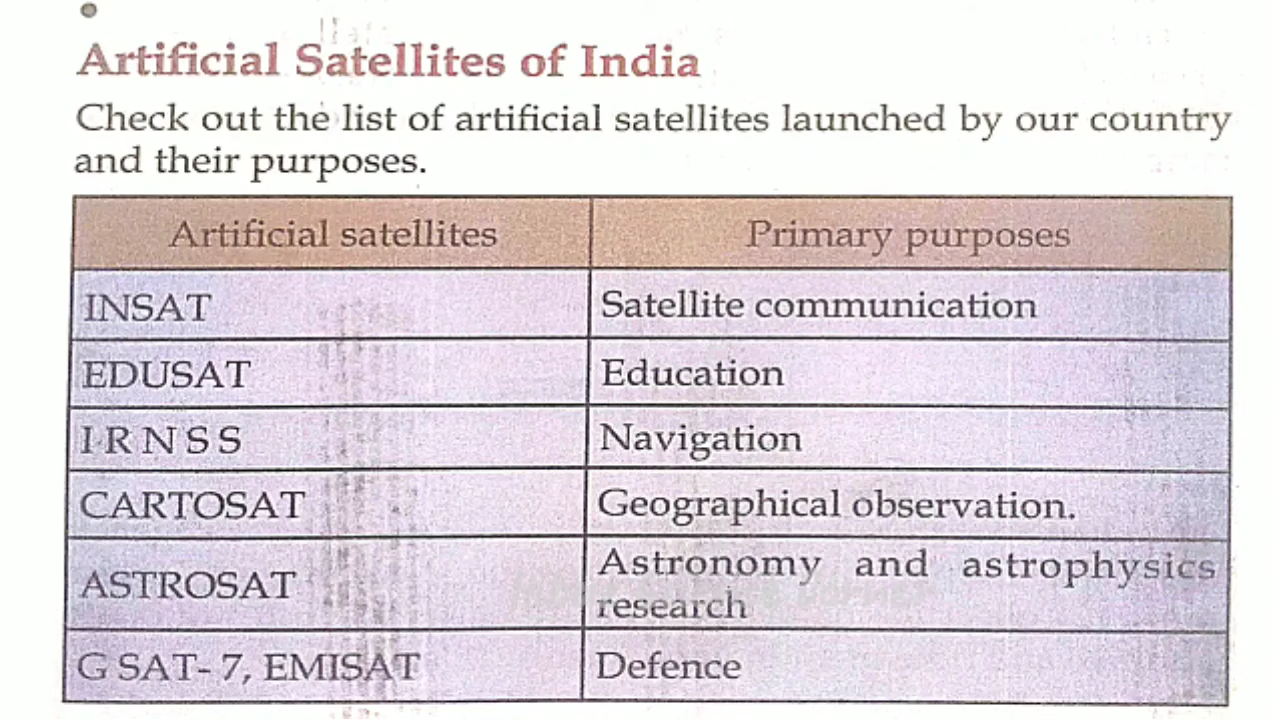 Artificial Satellites of India
Check out the list of artificial satellites launched by our country
and their purposes.
Artificial satellites Primary purposes
INSAT Satellite communication
EDUSAT Education
I R N S S Navigation
CARTOSAT Geographical observation.
ASTROSAT Astronomy and astrophysics
research
G SAT- 7, EMISAT Defence